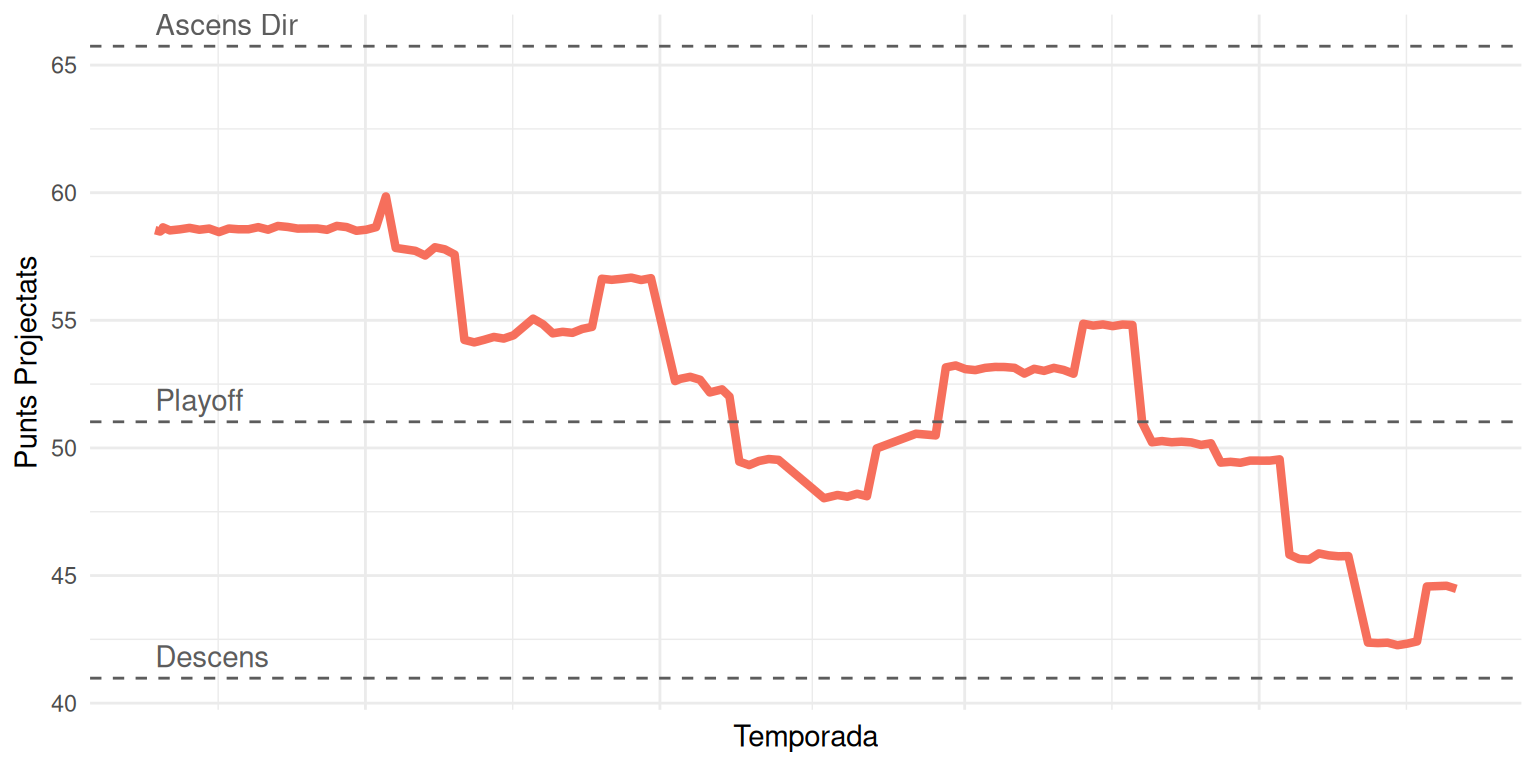 Ascens Dir
65
60
55
Playoff
50
45
Descens
40
Punts Projectats
Temporada